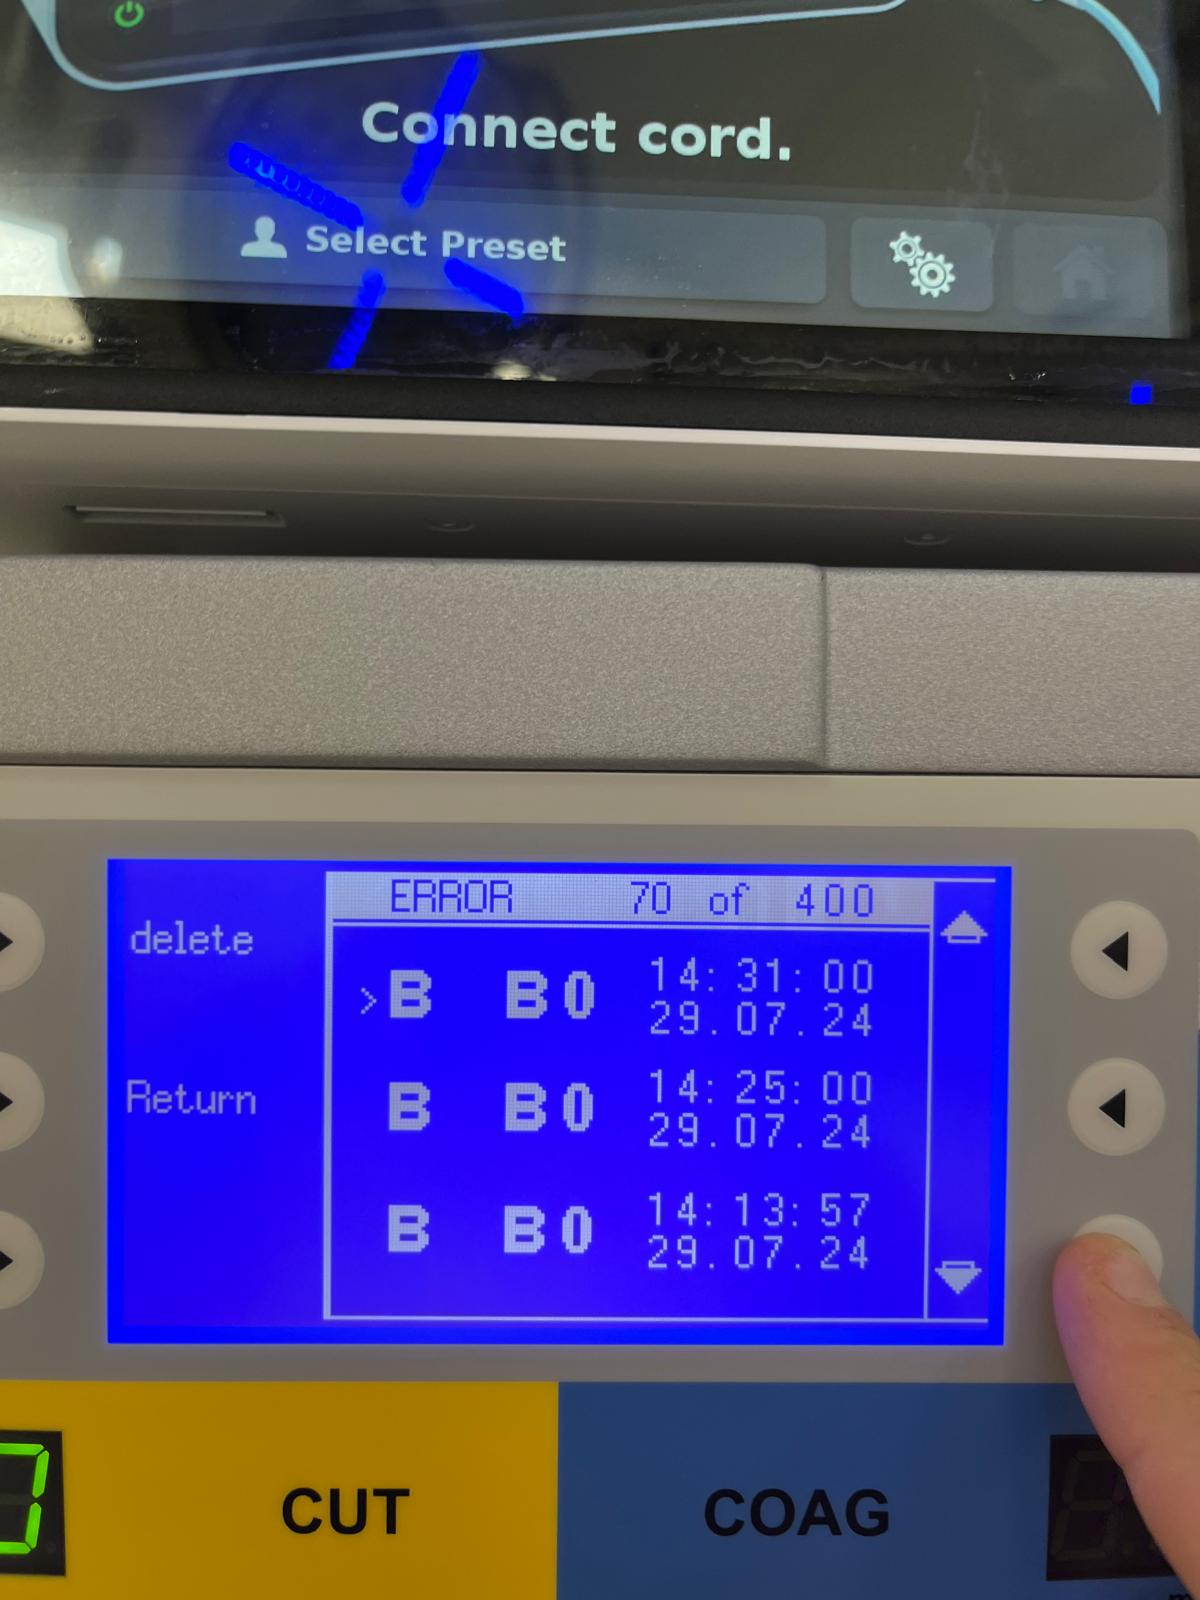 Connect cord.
Select Preset
ERROR 70 of 400
delete
>B B0 14:31:00
29.07.24
B B0 14:25:00
29.07.24
Return
B B0 14:13:57
29.07.24
CUT
COAG